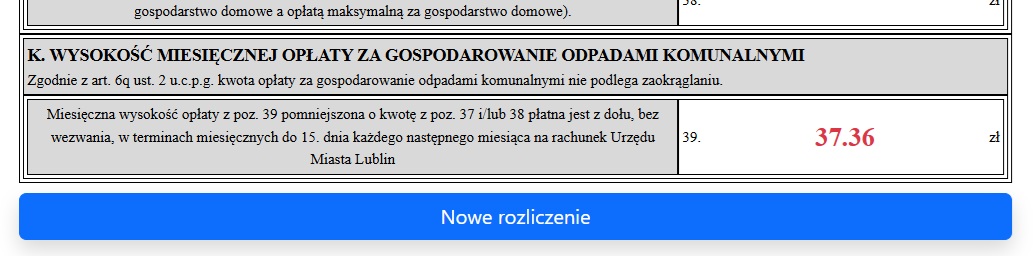 gospodarstwo domowe a opłatą maksymalną za gospodarstwo domowe).
38. zł
K. WYSOKOŚĆ MIESIĘCZNEJ OPŁATY ZA GOSPODAROWANIE ODPADAMI KOMUNALNYMI
Zgodnie z art. 6q ust. 2 u.c.p.g. kwota opłaty za gospodarowanie odpadami komunalnymi nie podlega zaokrąglaniu.
Miesięczna wysokość opłaty z poz. 39 pomniejszona o kwotę z poz. 37 i/lub 38 płatna jest z dołu, bez
wezwania, w terminach miesięcznych do 15. dnia każdego następnego miesiąca na rachunek Urzędu
Miasta Lublin
39. 37.36 zł
Nowe rozliczenie